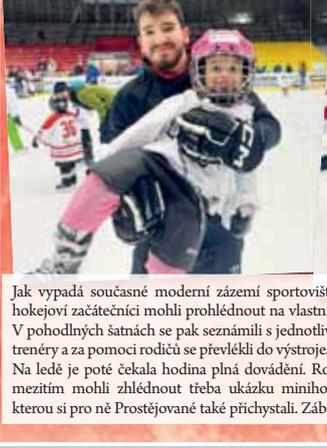 36
Jak vypadá současné moderní zázemí sportovišt
hokejoví začátečníci mohli prohlédnout na vlastn
V pohodlných šatnách se pak seznámili s jednotliv
trenéry a za pomoci rodičů se převlékli do výstroje.
Na ledě je poté čekala hodina plná dovádění. Ro
mezitím mohli zhlédnout třeba ukázku miniho
kterou si pro ně Prostějované také přichystali. Záb